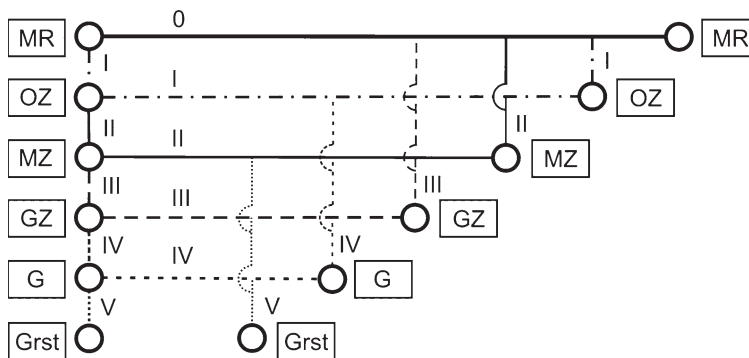 0
MR MR
I I I
OZ OZ
II II II
MZ MZ
III III III
GZ GZ
IV IV IV
G G
V V
Grst Grst